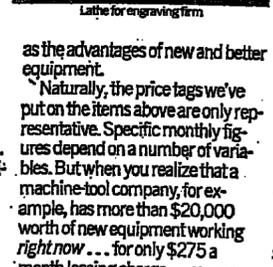 Lathe for engraving firm
as the advantages of new and better
equipment.
Naturally, the price tags we've
put on the items above are only rep-
resentative. Specific monthly fig-
ures depend on a number of varia-
bles. But when you realize that a
machine-tool company, for ex-
ample, has more than $20,000
worth of new equipment working
right now ... for only $275 a
month leasing charge